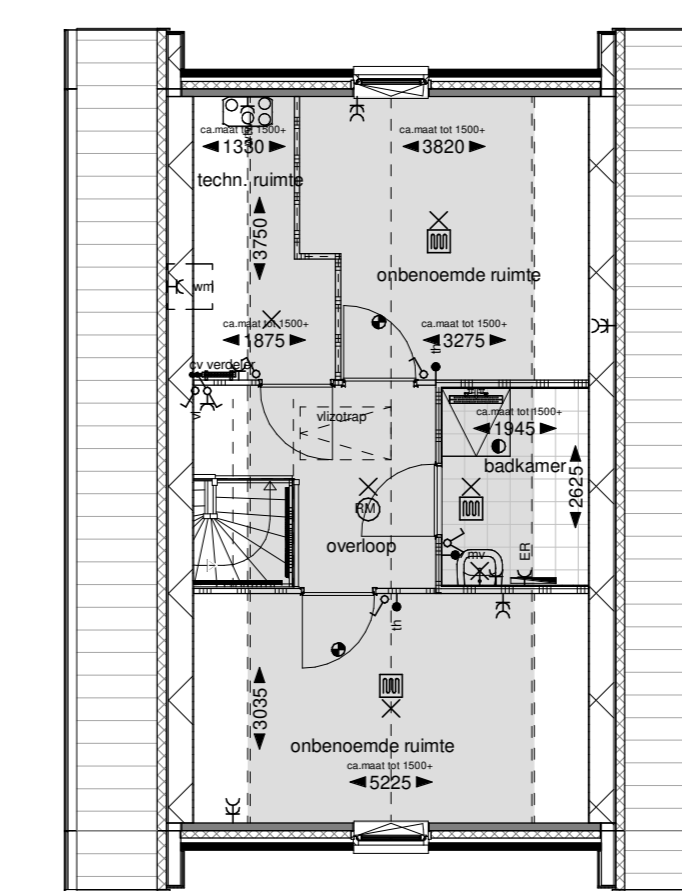 ca.maat tot 1500+
1330
ca.maat tot 1500+
3820
techn. ruimte
3750
onbenoemde ruimte
wm
ca.maat tot 1500+
1875
ca.maat tot 1500+
3275
th
cv verdeler
vlizotrap
ca.maat tot 1500+
1945
badkamer
2625
RM
overloop
mv
ER
th
3035
onbenoemde ruimte
ca.maat tot 1500+
5225